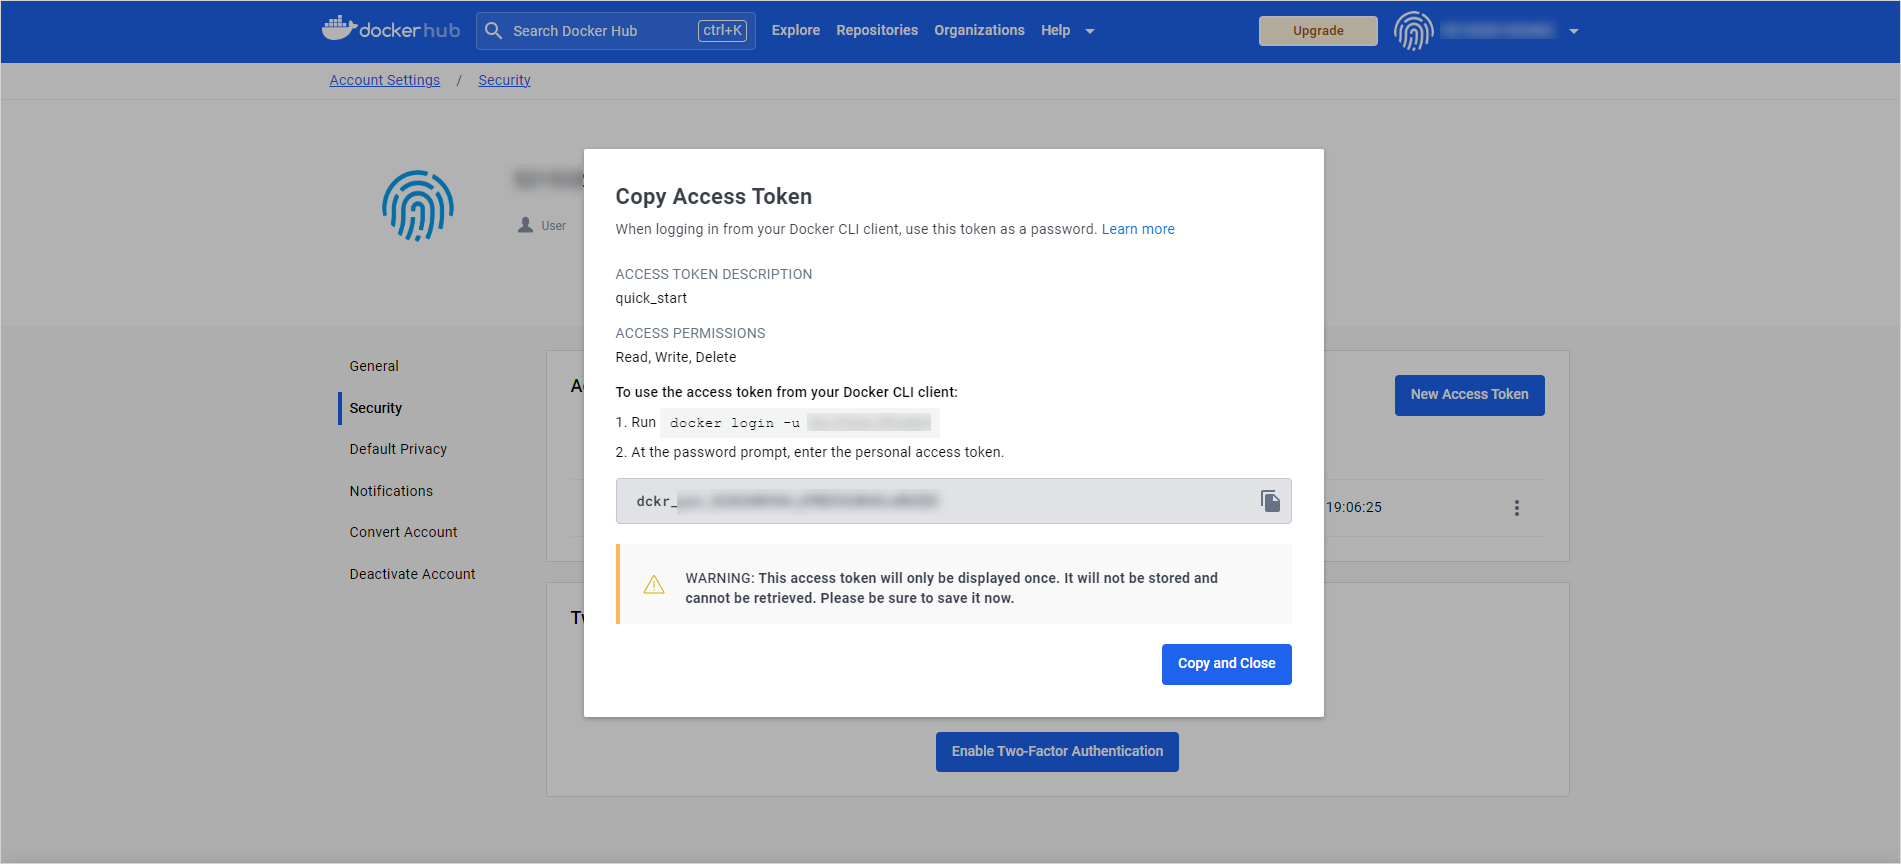 docker hub
Search Docker Hub
ctrl+K
Explore
Repositories
Organizations
Help
Upgrade
Account Settings / Security
User
Copy Access Token
When logging in from your Docker CLI client, use this token as a password. Learn more
ACCESS TOKEN DESCRIPTION
quick_start
ACCESS PERMISSIONS
Read, Write, Delete
To use the access token from your Docker CLI client:
1. Run docker login -u
2. At the password prompt, enter the personal access token.
dckr_
WARNING: This access token will only be displayed once. It will not be stored and
cannot be retrieved. Please be sure to save it now.
Copy and Close
General
Security
Default Privacy
Notifications
Convert Account
Deactivate Account
New Access Token
19:06:25
Enable Two-Factor Authentication